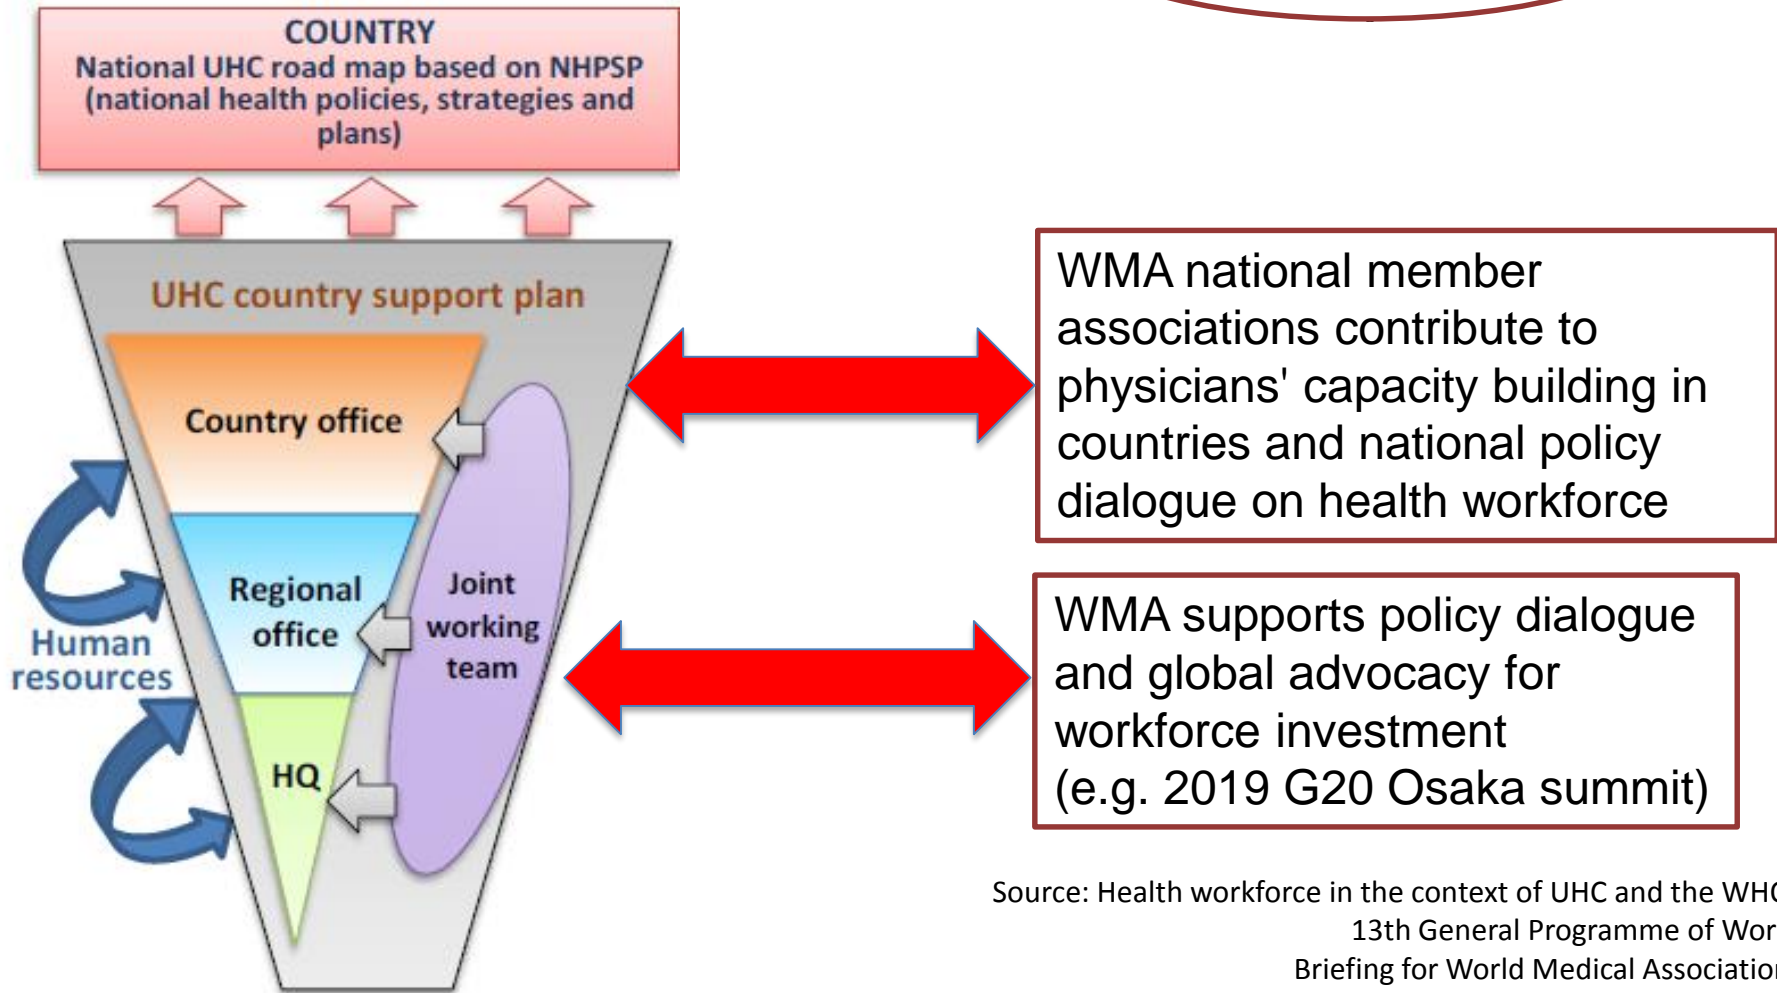 COUNTRY
National UHC road map based on NHPSP
(national health policies, strategies and
plans)
UHC country support plan
Country office
Regional
office
HQ
Joint
working
team
Human
resources
WMA national member
associations contribute to
physicians' capacity building in
countries and national policy
dialogue on health workforce
WMA supports policy dialogue
and global advocacy for
workforce investment
(e.g. 2019 G20 Osaka summit)
Source: Health workforce in the context of UHC and the WHO
13th General Programme of Wor
Briefing for World Medical Association